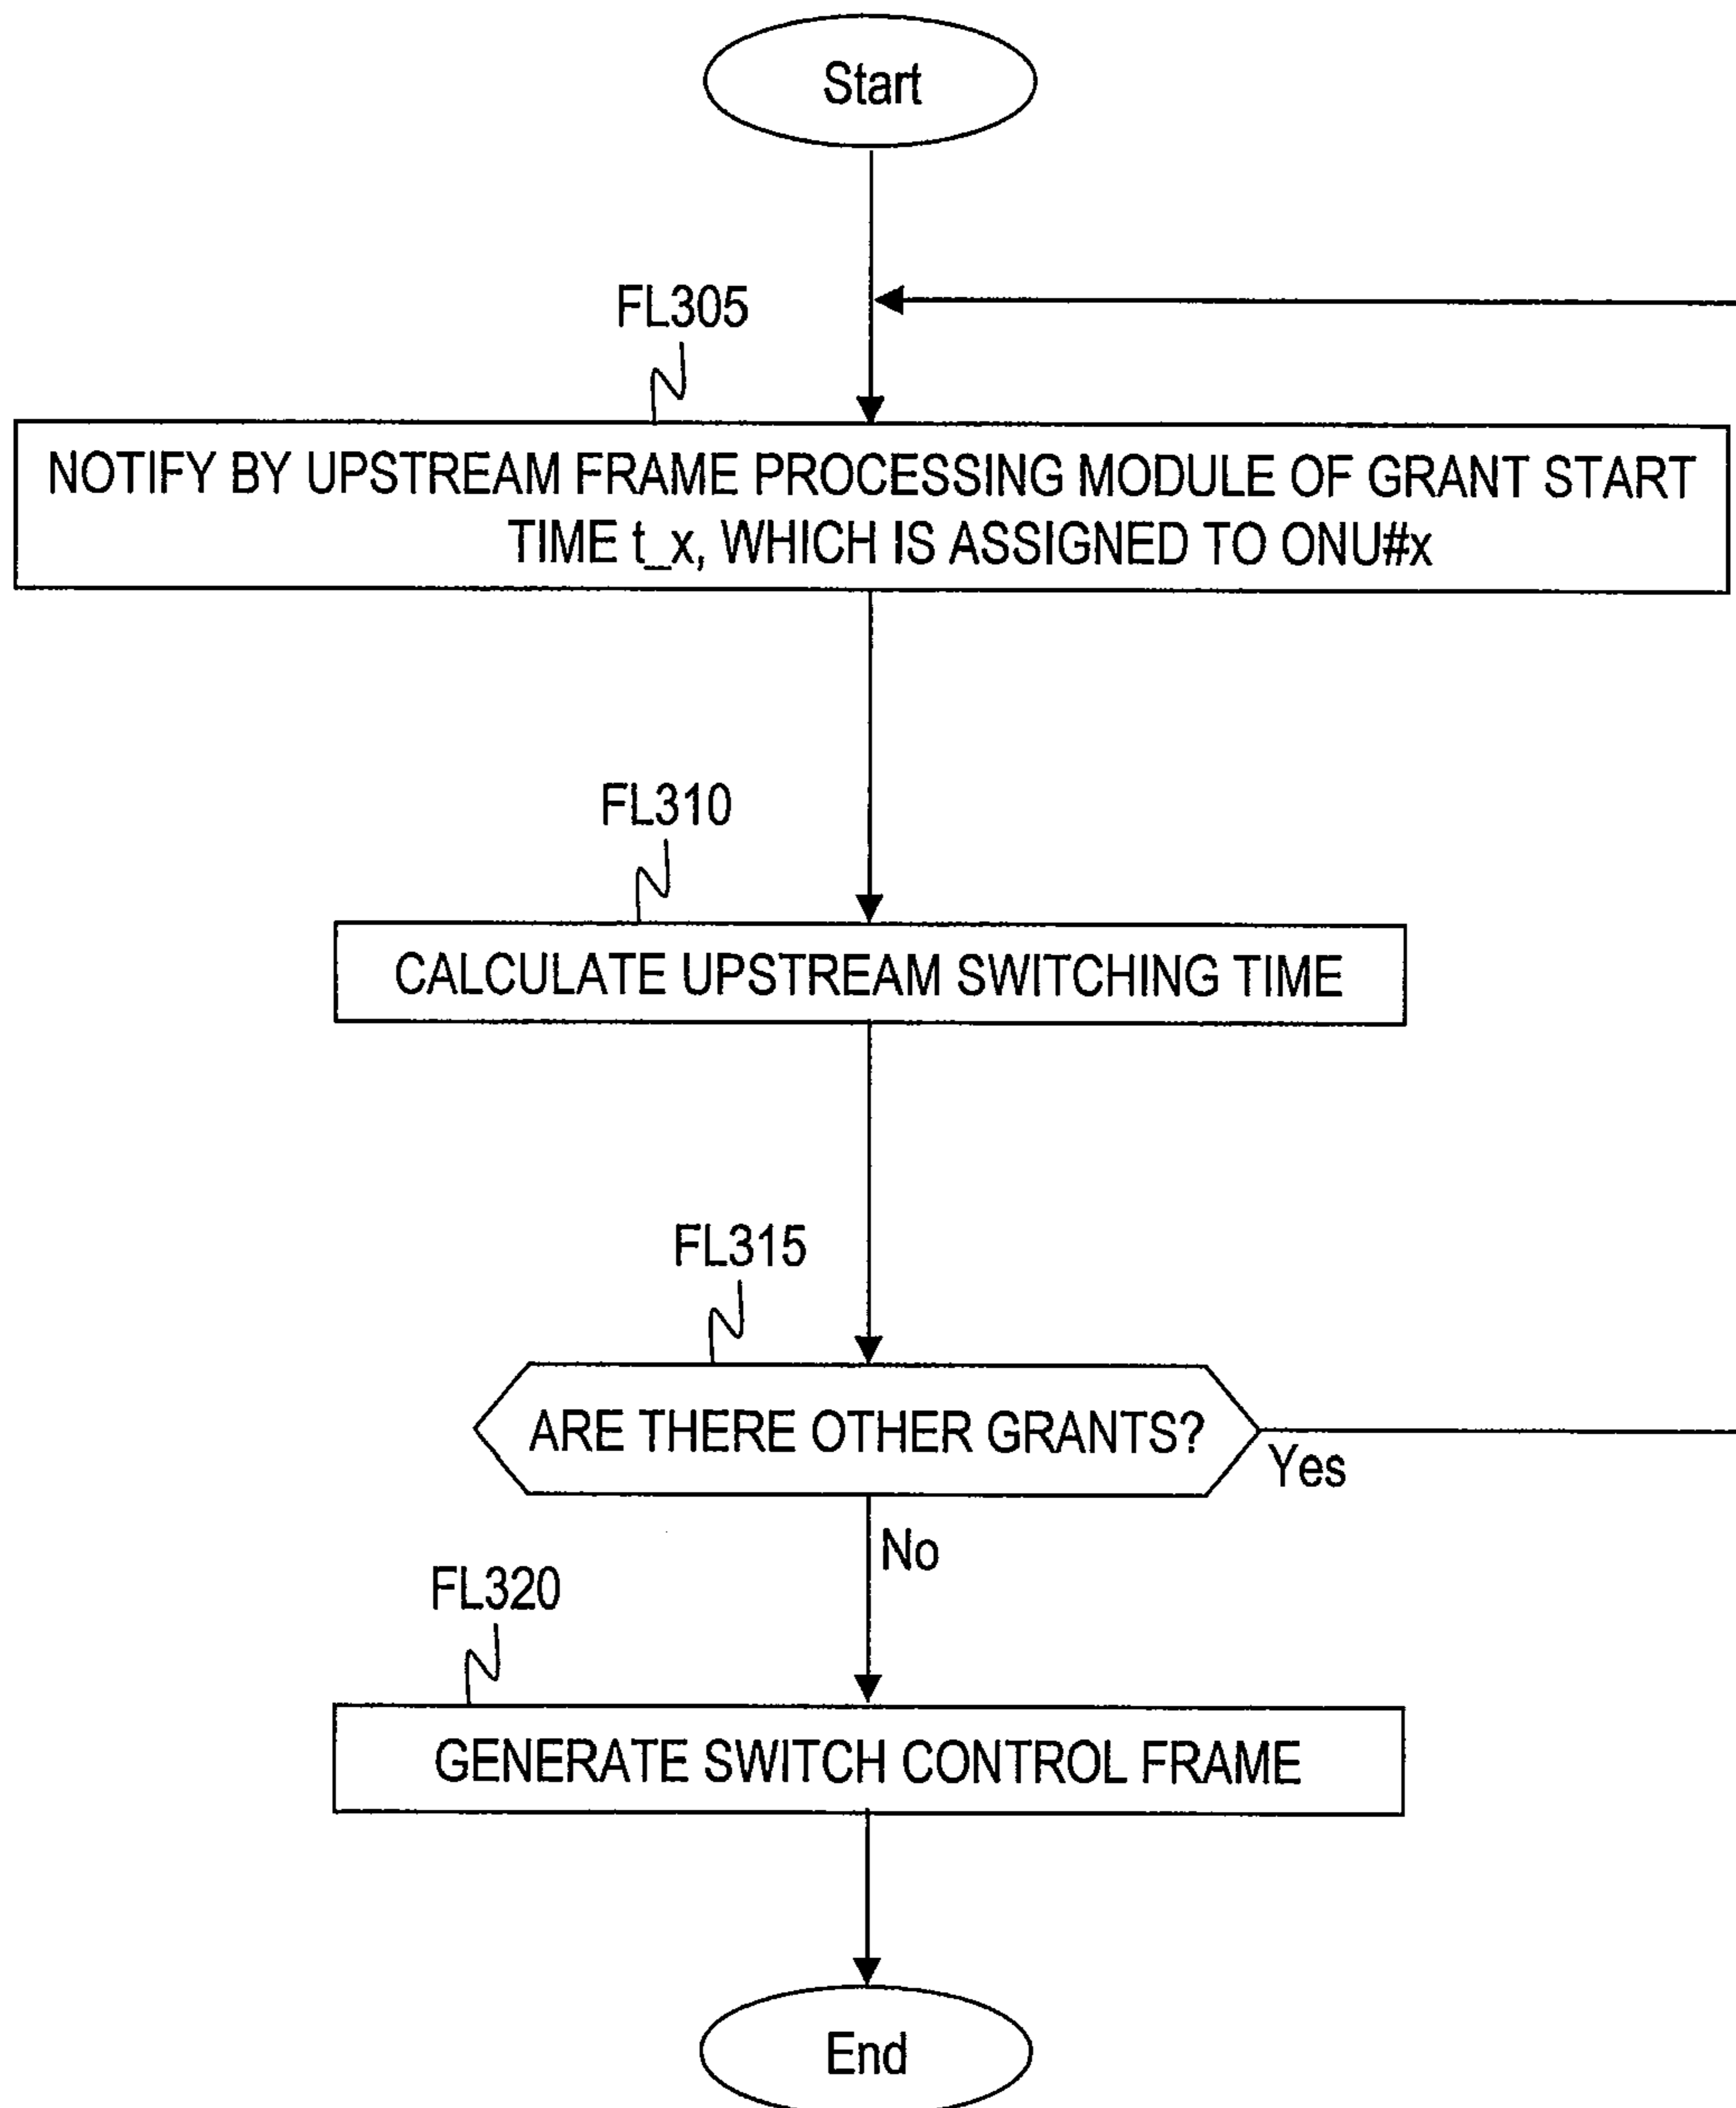 Start
FL305
NOTIFY BY UPSTREAM FRAME PROCESSING MODULE OF GRANT START
TIME t_x, WHICH IS ASSIGNED TO ONU#x
FL310
CALCULATE UPSTREAM SWITCHING TIME
FL315
ARE THERE OTHER GRANTS?
Yes
No
FL320
GENERATE SWITCH CONTROL FRAME
End